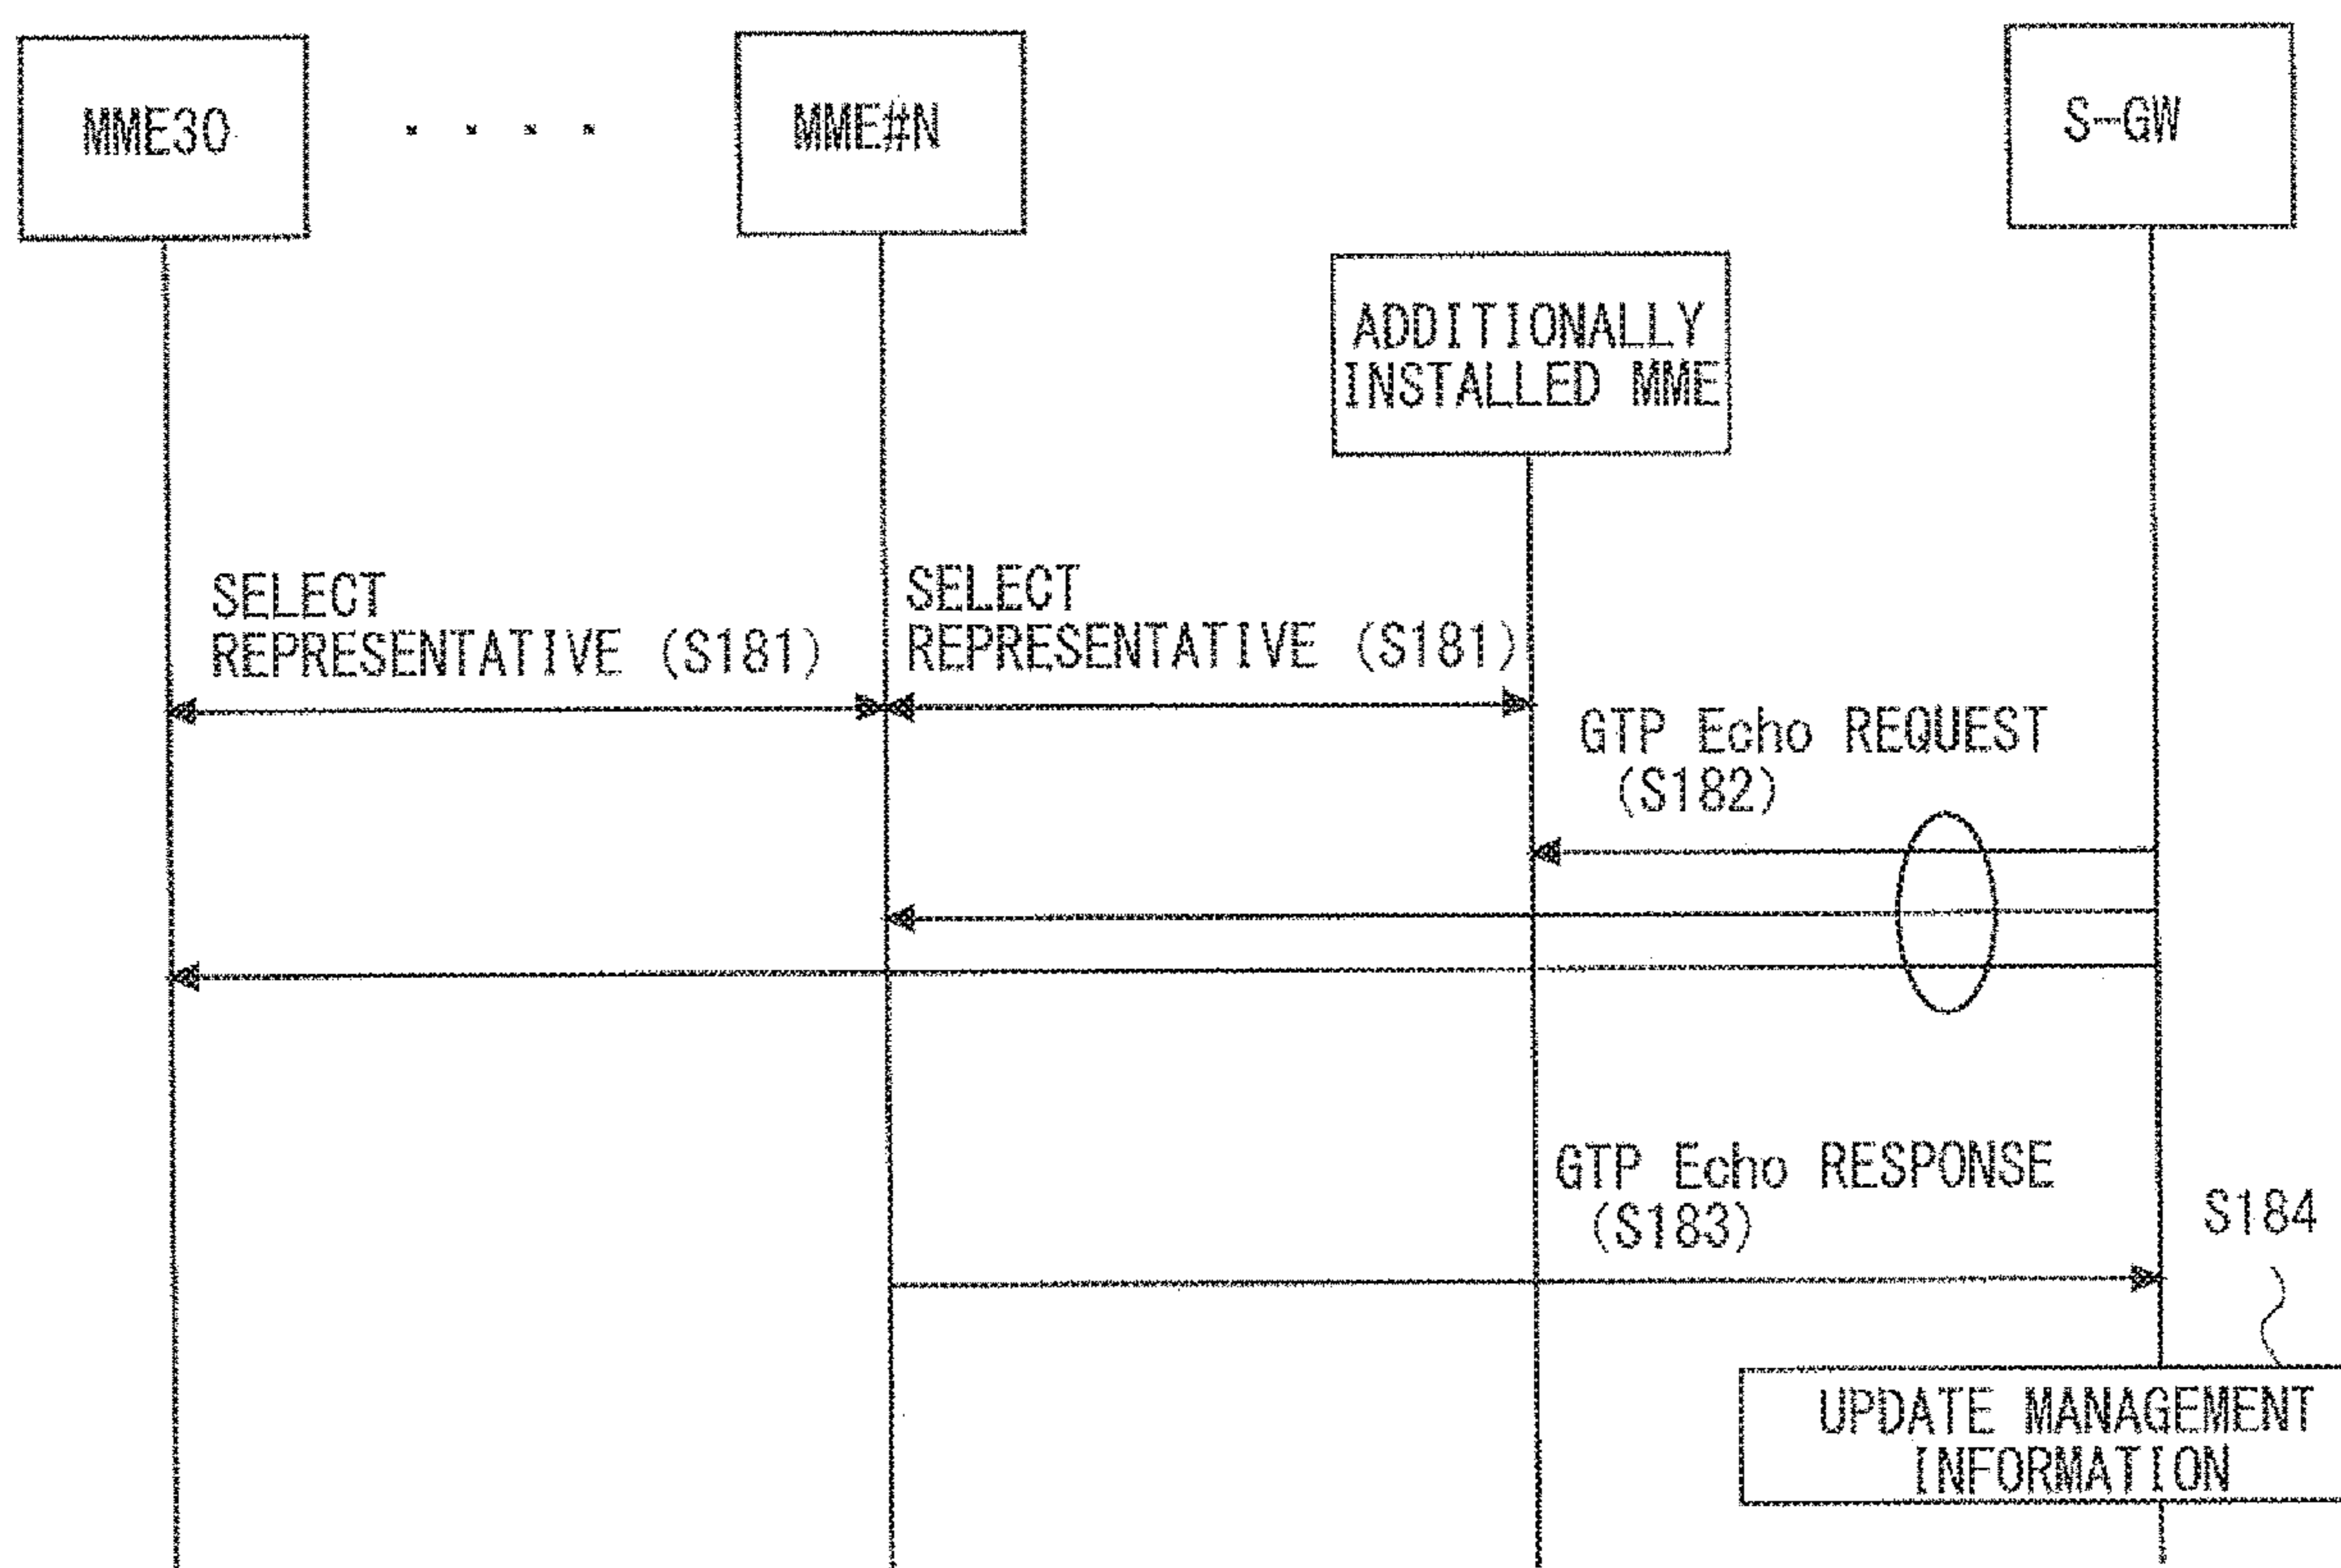 MME30
. . . .
MME#N
S-GW
ADDITIONALLY
INSTALLED MME
SELECT
REPRESENTATIVE (S181)
SELECT
REPRESENTATIVE (S181)
GTP Echo REQUEST
(S182)
GTP Echo RESPONSE
(S183)
S184
UPDATE MANAGEMENT
INFORMATION